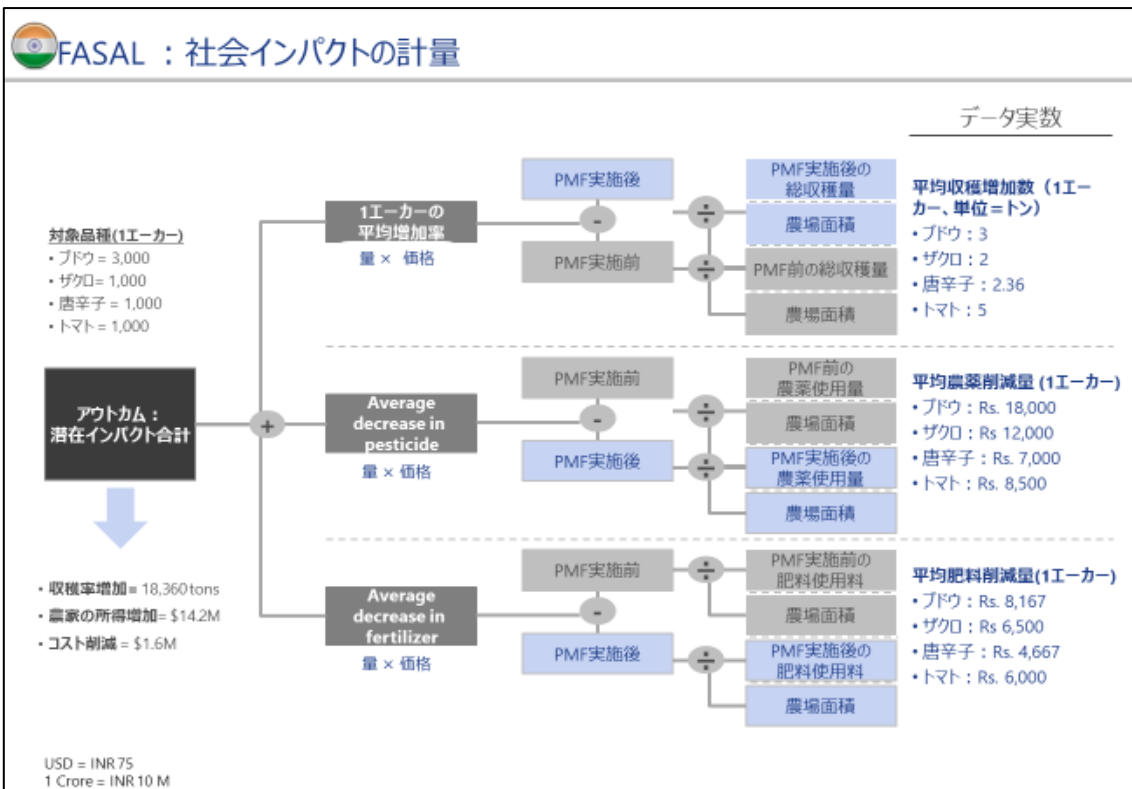 FASAL ：社会インパクトの計量
データ実数
対象品種(1エーカー)
• ブドウ = 3,000
• ザクロ= 1,000
• 唐辛子 = 1,000
• トマト = 1,000
アウトカム：
潜在インパクト合計
• 収穫率増加= 18,360 tons
• 農家の所得増加= $14.2M
• コスト削減 = $1.6M
USD = INR 75
1 Crore = INR 10 M
+
1エーカーの
平均増加率
量 × 価格
PMF実施後
-
PMF実施前
÷
÷
PMF実施後の
総収穫量
農場面積
PMF前の総収穫量
農場面積
平均収穫増加数（1エー
カー、単位＝トン）
• ブドウ：3
• ザクロ：2
• 唐辛子：2.36
• トマト：5
Average
decrease in
pesticide
量 × 価格
PMF実施前
-
PMF実施後
÷
÷
PMF前の
農薬使用量
農場面積
PMF実施後の
農薬使用量
農場面積
平均農薬削減量 (1エーカー)
• ブドウ：Rs. 18,000
• ザクロ：Rs 12,000
• 唐辛子：Rs. 7,000
• トマト：Rs. 8,500
Average
decrease in
fertilizer
量 × 価格
PMF実施前
-
PMF実施後
÷
÷
PMF実施前の
肥料使用料
農場面積
PMF実施後の
肥料使用料
農場面積
平均肥料削減量(1エーカー)
• ブドウ：Rs. 8,167
• ザクロ：Rs 6,500
• 唐辛子：Rs. 4,667
• トマト：Rs. 6,000